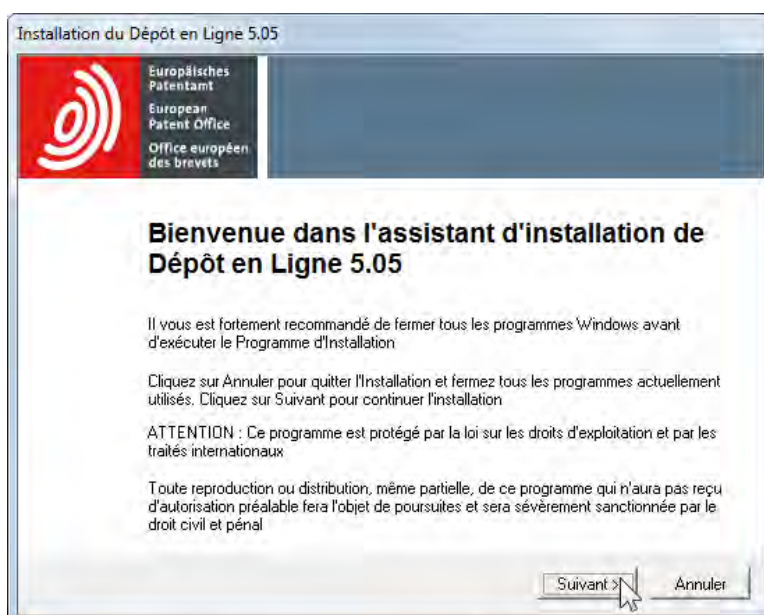 Installation du Dépôt en Ligne 5.05
Europäisches
Patentamt
European
Patent Office
Office européen
des brevets
Bienvenue dans l'assistant d'installation de
Dépôt en Ligne 5.05
Il vous est fortement recommandé de fermer tous les programmes Windows avant
d'exécuter le Programme d'Installation
Cliquez sur Annuler pour quitter l'Installation et fermez tous les programmes actuellement
utilisés. Cliquez sur Suivant pour continuer l'installation
ATTENTION : Ce programme est protégé par la loi sur les droits d'exploitation et par les
traités internationaux
Toute reproduction ou distribution, même partielle, de ce programme qui n'aura pas reçu
d'autorisation préalable fera l'objet de poursuites et sera sévèrement sanctionnée par le
droit civil et pénal
Suivant >
Annuler